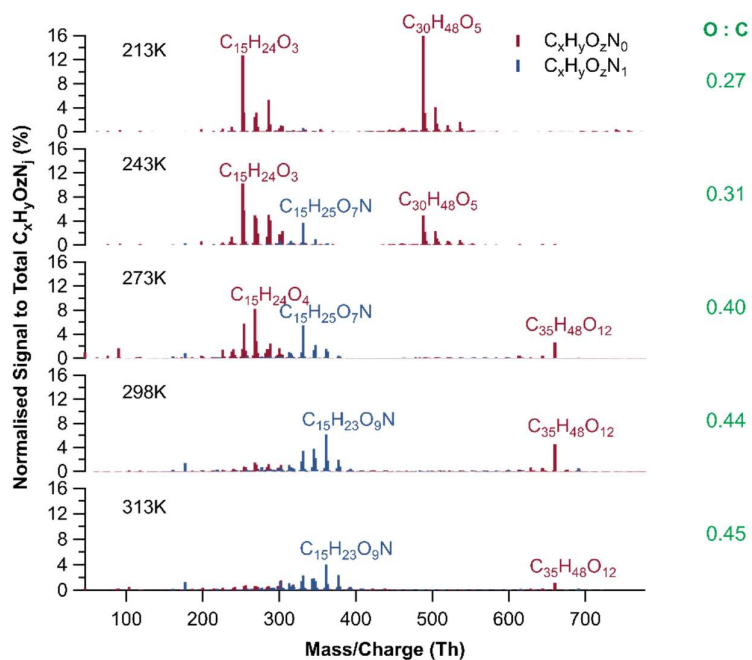 Normalised Signal to Total CxHyOzNj (%)
C30H48O5
O : C
16
12
8
4
0
213K
C15H24O3
CxHyOzN0
CxHyOzN1
0.27
16
12
8
4
0
243K
C15H24O3
C15H25O7N
C30H48O5
0.31
16
12
8
4
0
273K
C15H24O4
C15H25O7N
C35H48O12
0.40
16
12
8
4
0
298K
C15H23O9N
C35H48O12
0.44
16
12
8
4
0
313K
C15H23O9N
C35H48O12
0.45
100 200 300 400 500 600 700
Mass/Charge (Th)